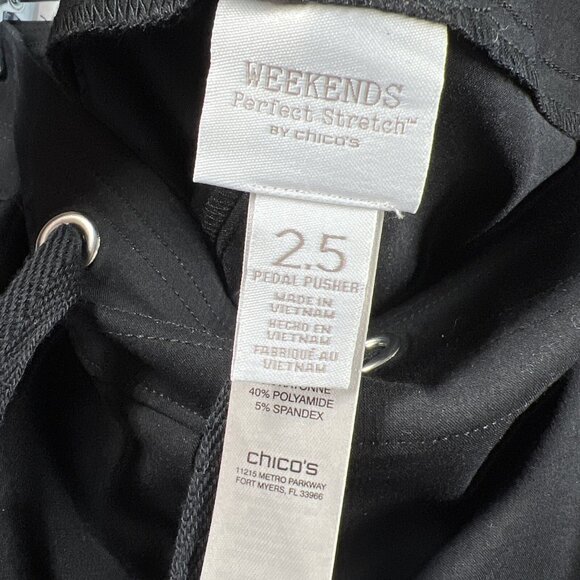 WEEKENDS
Perfect Stretch™
BY chico's
2.5
PEDAL PUSHER
MADE IN
VIETNAM
HECHO EN
VIETNAM
FABRIQUÉ AU
VIETNAM
40% POLYAMIDE
5% SPANDEX
chico's
11215 METRO PARKWAY
FORT MYERS, FL 33966